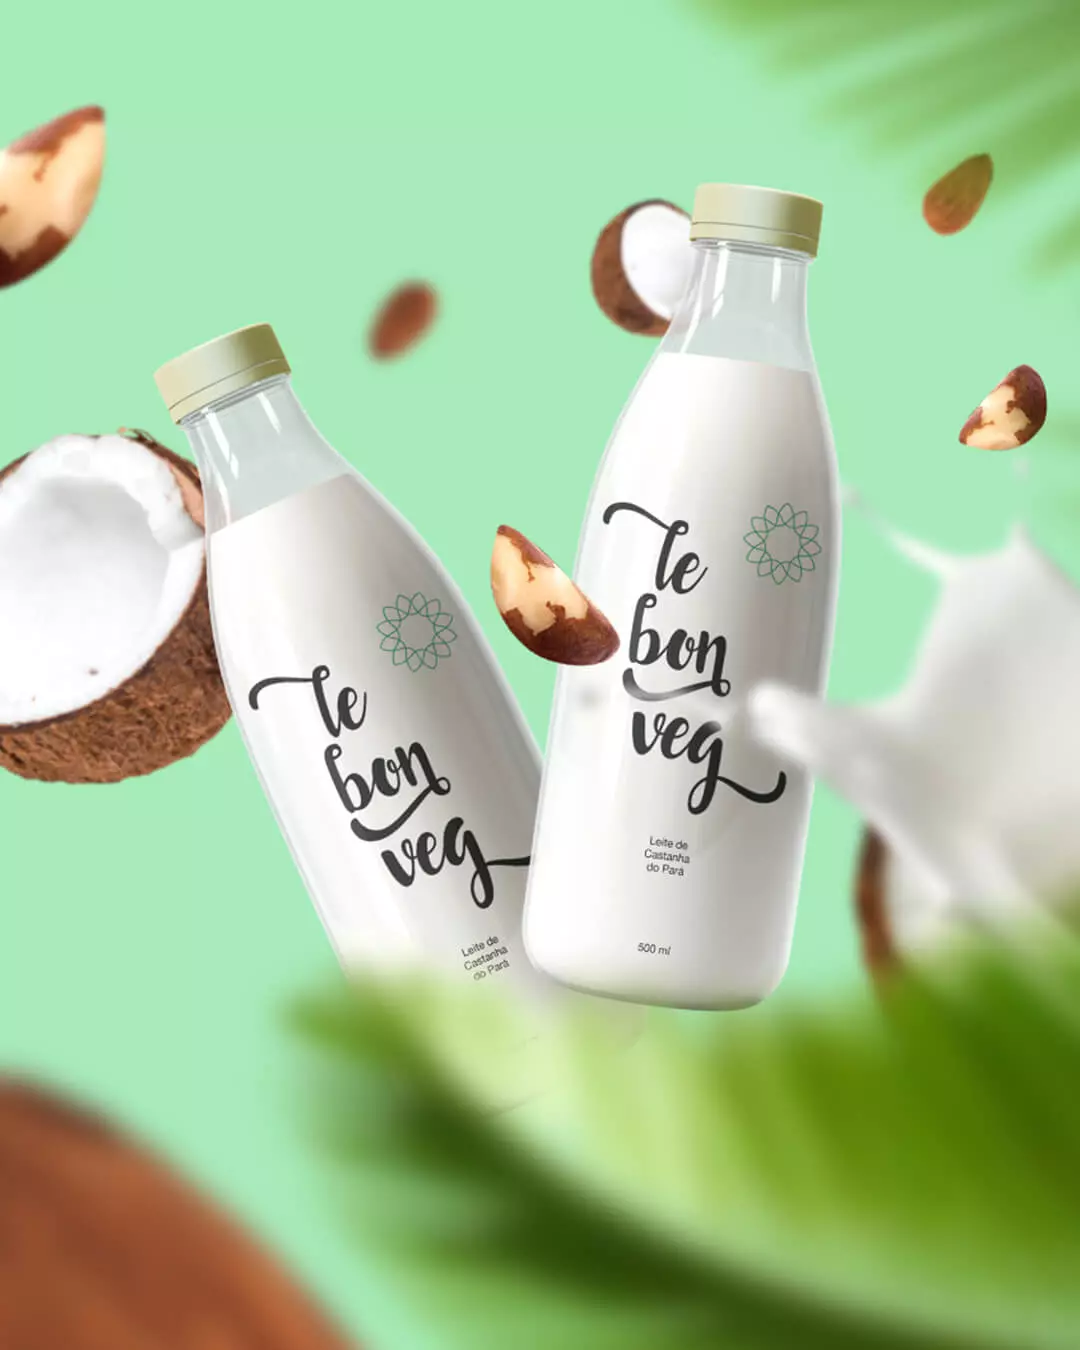 le
bon
veg
Leite de
Castanha
do Pará
le
bon
veg
Leite de
Castanha
do Pará
500 ml